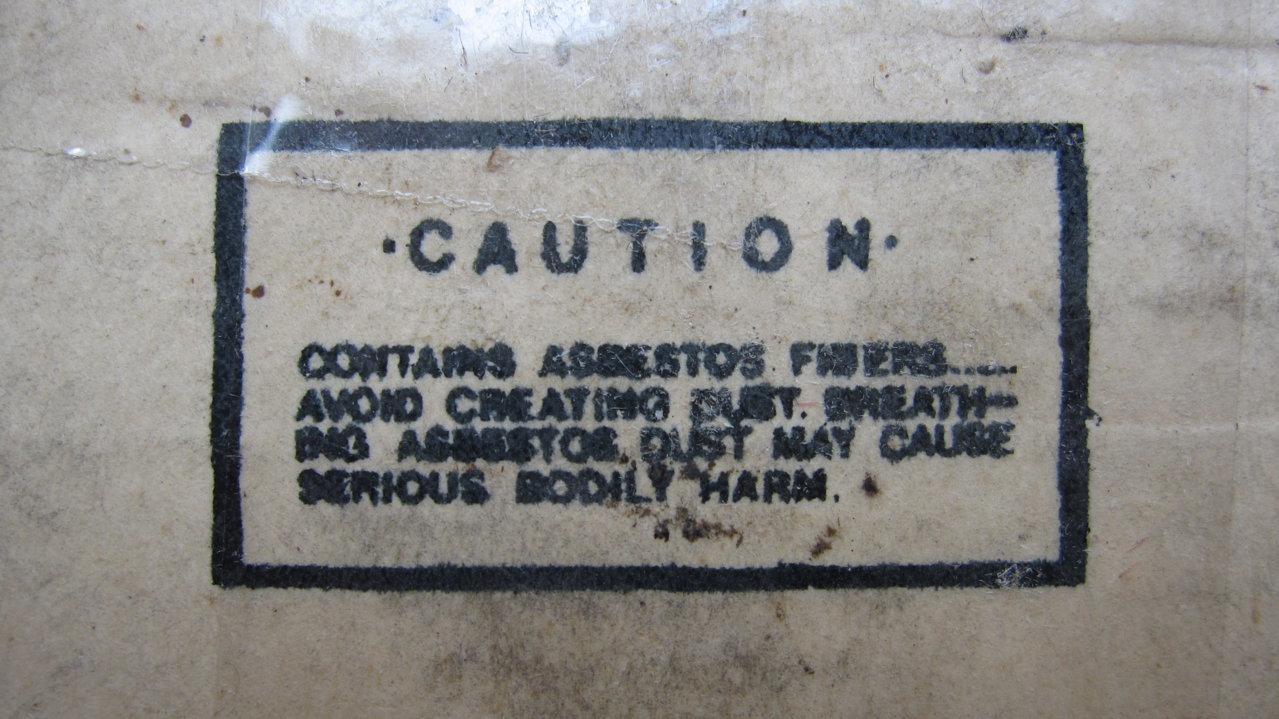 ·CAUTION·
CONTAINS ASBESTOS FIBERS.....
AVOID CREATING DUST. BREATH-
ING ASBESTOS DUST MAY CAUSE
SERIOUS BODILY HARM.